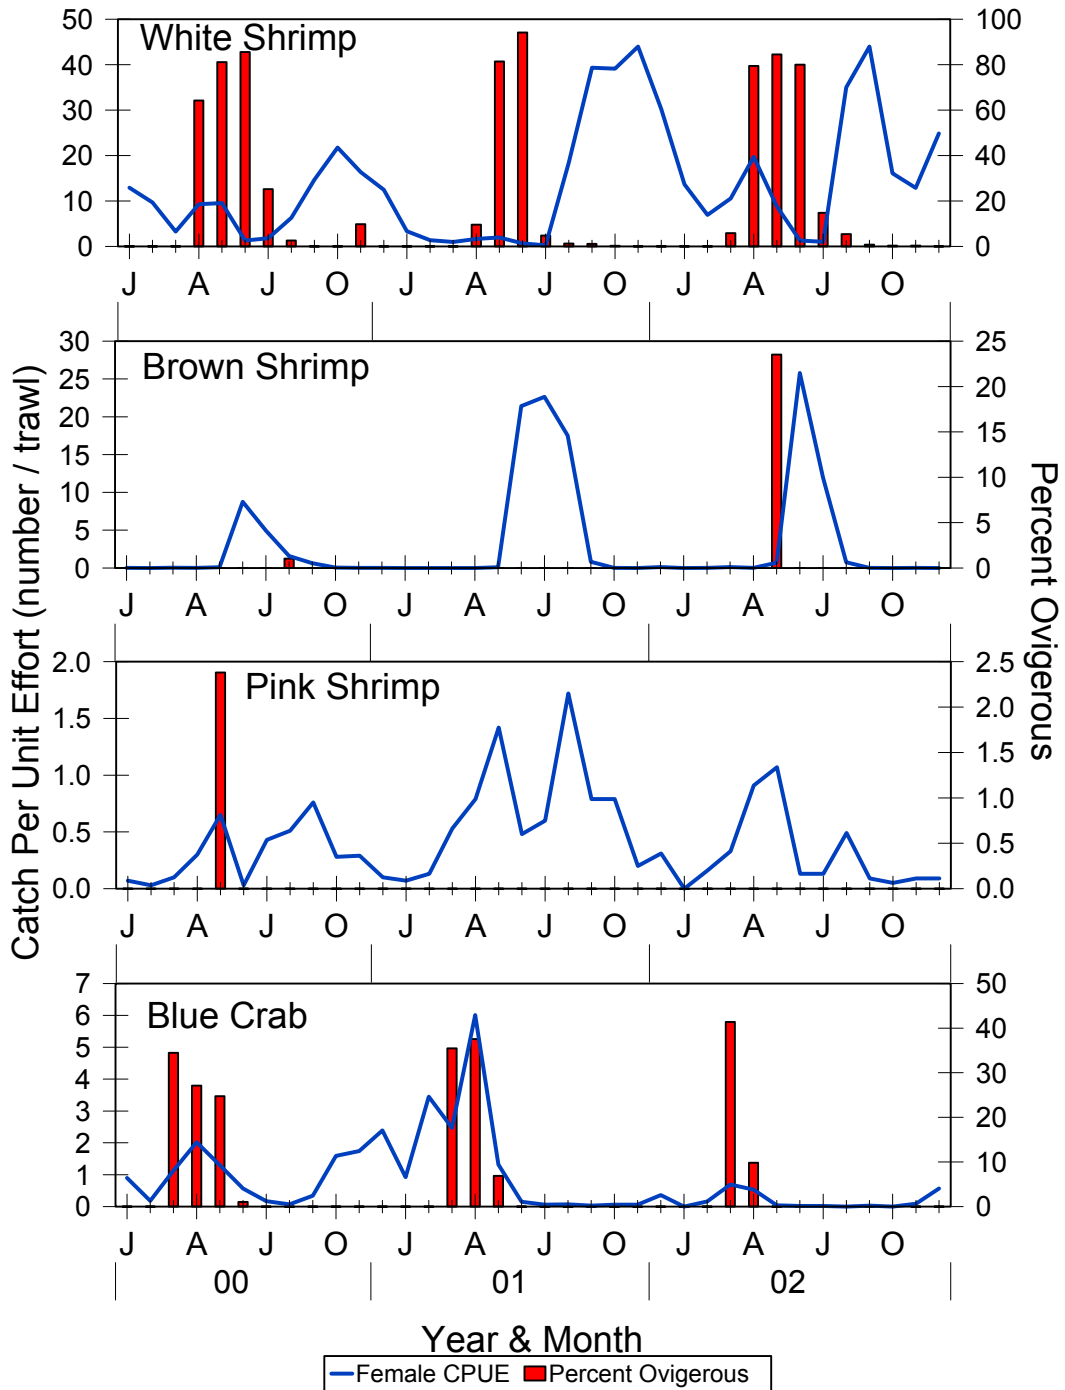 White Shrimp
50 100
40 80
30 60
20 40
10 20
0 0
J A J O J A J O J A J O
Brown Shrimp
30 25
25 20
20 15
15
10 10
5 5
0 0
J A J O J A J O J A J O
Pink Shrimp
2.0 2.5
1.5 2.0
1.0 1.5
0.5 1.0
0.0 0.5
0.0
J A J O J A J O J A J O
Blue Crab
7 50
6 40
5 30
4
3 20
2 10
1
0 0
J A J O J A J O J A J O
00 01 02
Catch Per Unit Effort (number / trawl)
Percent Ovigerous
Year & Month
Female CPUE Percent Ovigerous